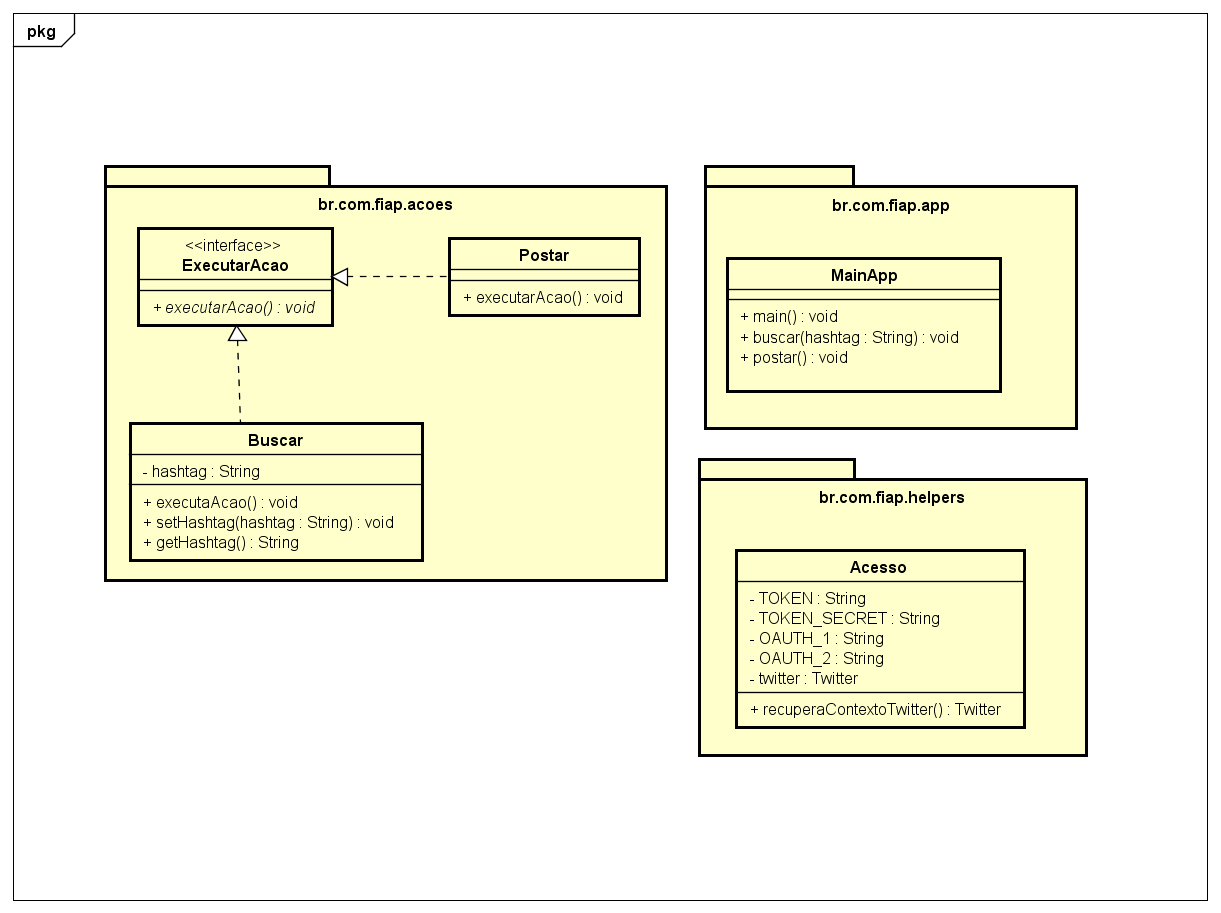 pkg
br.com.fiap.acoes
<<interface>>
ExecutarAcao
+ executarAcao() : void
Postar
+ executarAcao() : void
Buscar
- hashtag : String
+ executaAcao() : void
+ setHashtag(hashtag : String) : void
+ getHashtag() : String
br.com.fiap.app
MainApp
+ main() : void
+ buscar(hashtag : String) : void
+ postar() : void
br.com.fiap.helpers
Acesso
- TOKEN : String
- TOKEN_SECRET : String
- OAUTH_1 : String
- OAUTH_2 : String
- twitter : Twitter
+ recuperaContextoTwitter() : Twitter